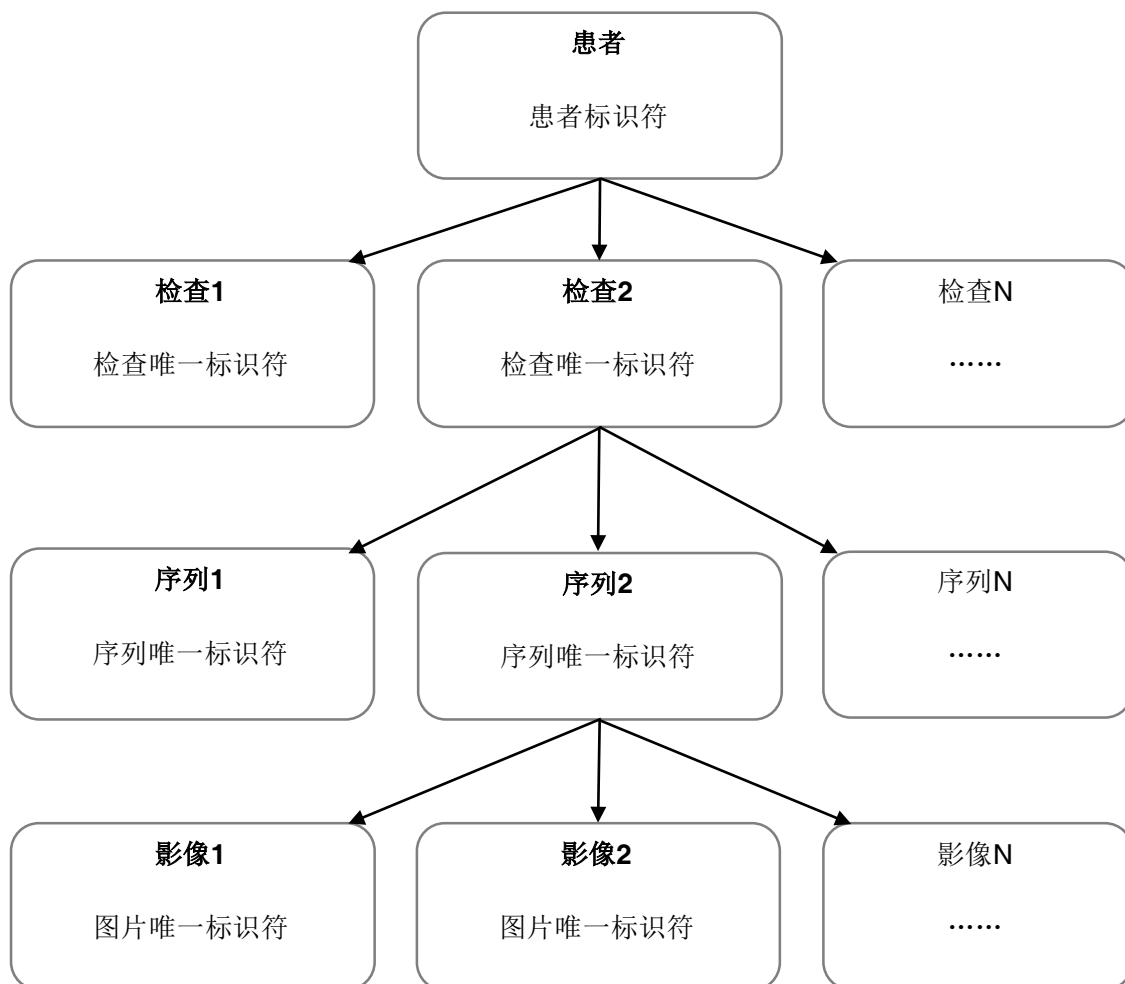 患者
患者标识符
检查1
检查唯一标识符
检查2
检查唯一标识符
检查N
……
序列1
序列唯一标识符
序列2
序列唯一标识符
序列N
……
影像1
图片唯一标识符
影像2
图片唯一标识符
影像N
……